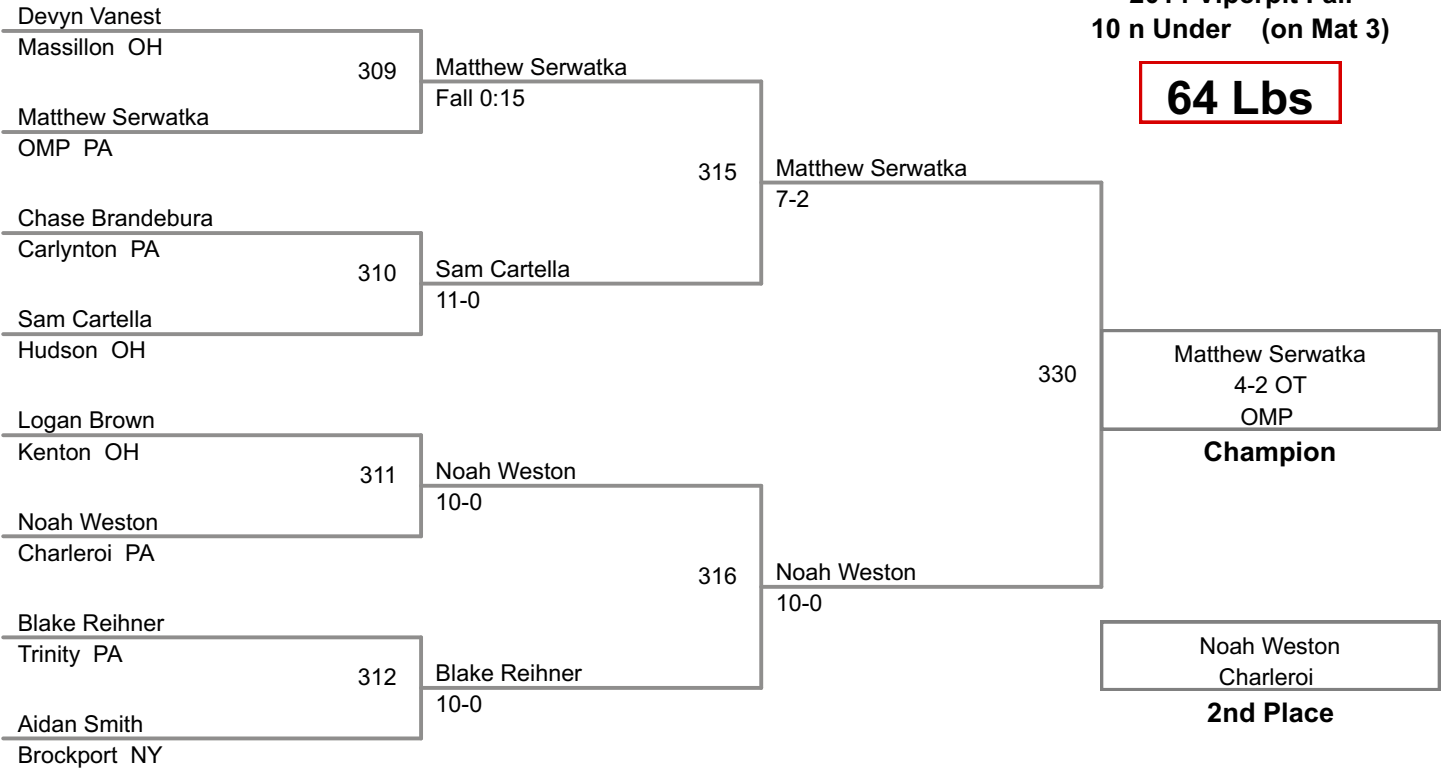 2014 Viperpit Fall
10 n Under (on Mat 3)
64 Lbs
Devyn Vanest
Massillon OH
309
Matthew Serwatka
OMP PA
Matthew Serwatka
Fall 0:15
Chase Brandebura
Carlynton PA
310
Sam Cartella
Hudson OH
Sam Cartella
11-0
315
Matthew Serwatka
7-2
Logan Brown
Kenton OH
311
Noah Weston
Charleroi PA
Noah Weston
10-0
Blake Reihner
Trinity PA
312
Aidan Smith
Brockport NY
Blake Reihner
10-0
316
Noah Weston
10-0
330
Matthew Serwatka
4-2 OT
OMP
Champion
Noah Weston
Charleroi
2nd Place